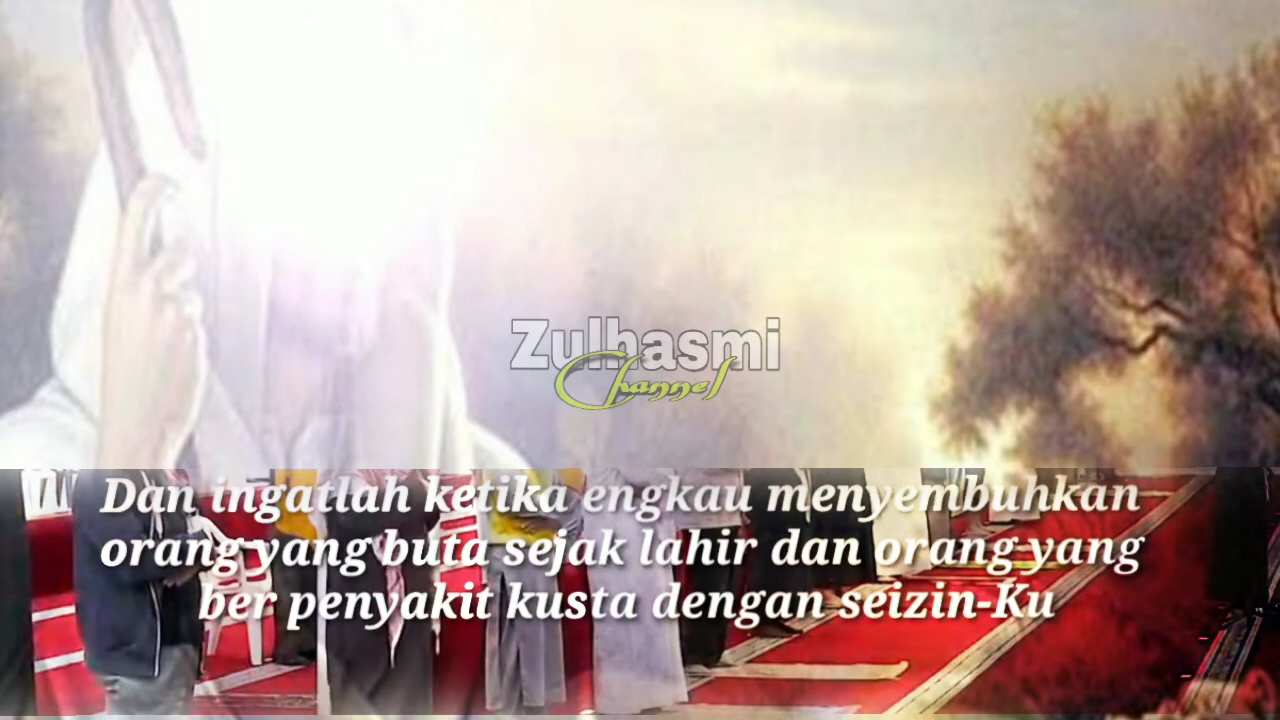 Zulhasmi
Channel
Dan ingatlah ketika engkau menyembuhkan
orang yang buta sejak lahir dan orang yang
ber penyakit kusta dengan seizin-Ku